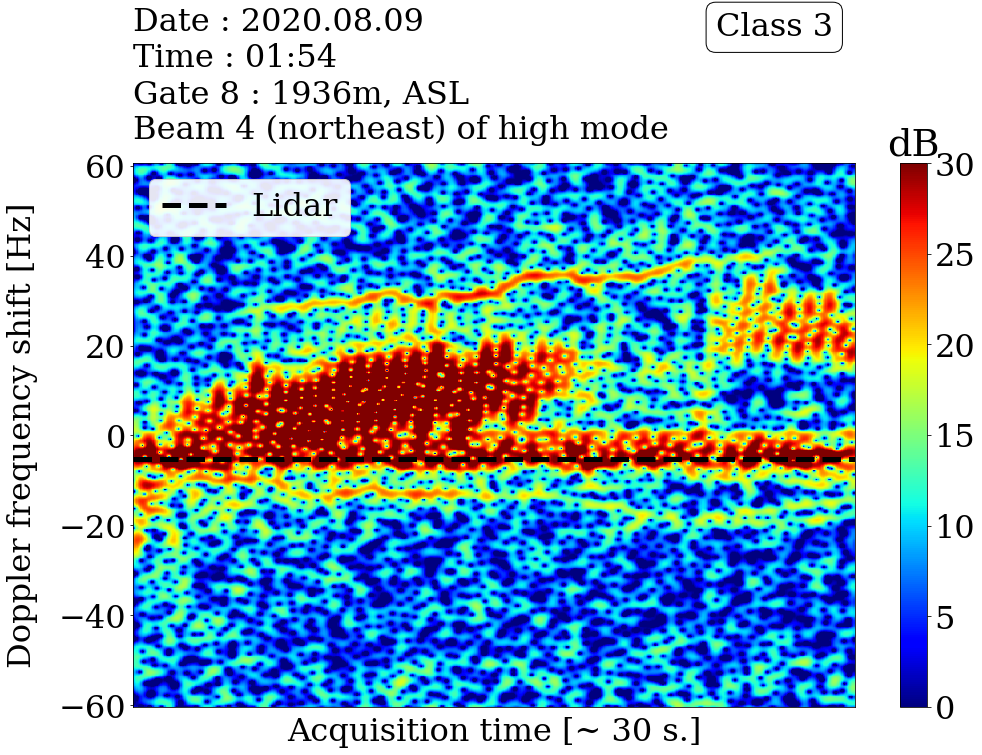 Date : 2020.08.09
Time : 01:54
Gate 8 : 1936m, ASL
Beam 4 (northeast) of high mode
Class 3
dB
Lidar
60
40
20
0
−20
−40
−60
Doppler frequency shift [Hz]
Acquisition time [~ 30 s.]
30
25
20
15
10
5
0